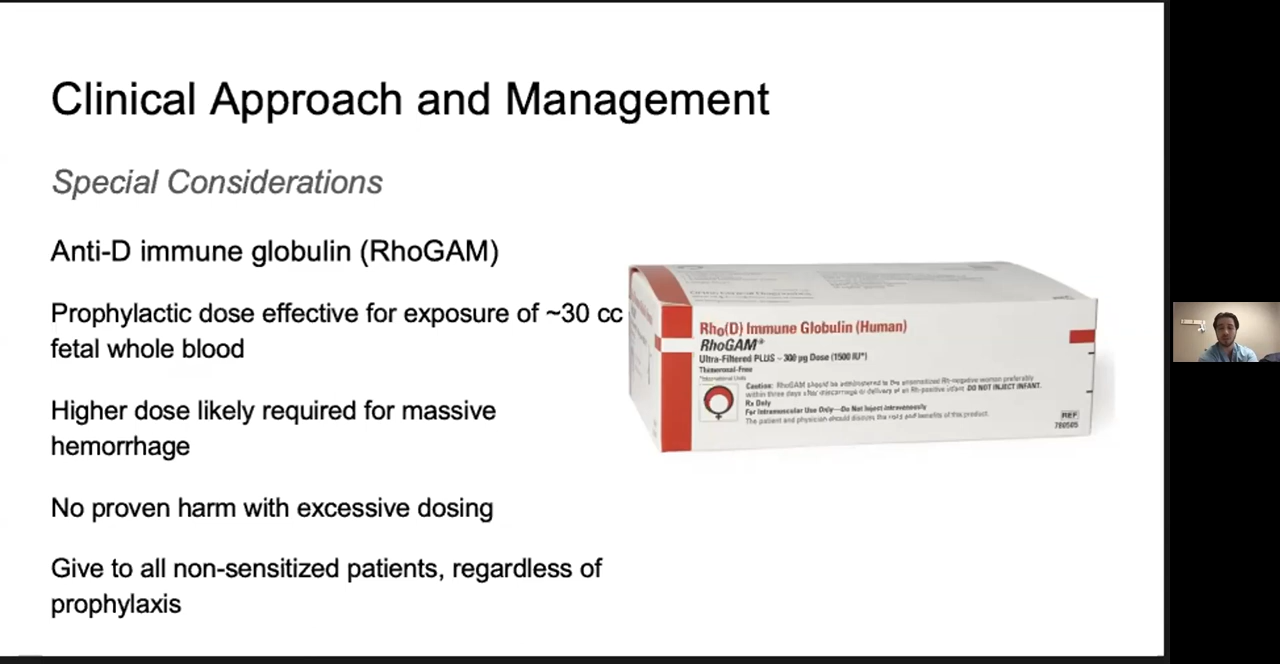 Clinical Approach and Management
Special Considerations
Anti-D immune globulin (RhoGAM)
Prophylactic dose effective for exposure of ~30 cc
fetal whole blood
Higher dose likely required for massive
hemorrhage
No proven harm with excessive dosing
Give to all non-sensitized patients, regardless of
prophylaxis
Rho(D) Immune Globulin (Human)
RhoGAM
Ultra-Filtered PLUS – 300 µg Dose (1500 IU*)
Thimerosal-Free
*International Units
Caution: RhoGAM should be administered to the unsensitized Rh-negative woman preferably
within three days after miscarriage or delivery of an Rh-positive infant. DO NOT INJECT INFANT.
Rx Only
For Intramuscular Use Only—Do Not Inject Intravenously
The patient and physician should discuss the risks and benefits of this product.
REF
780505